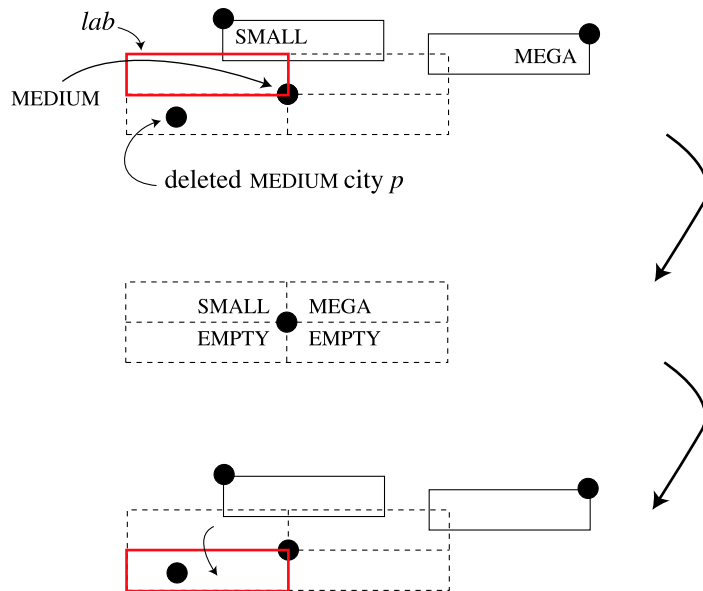 lab
SMALL
MEGA
MEDIUM
deleted MEDIUM city p
SMALL MEGA
EMPTY EMPTY